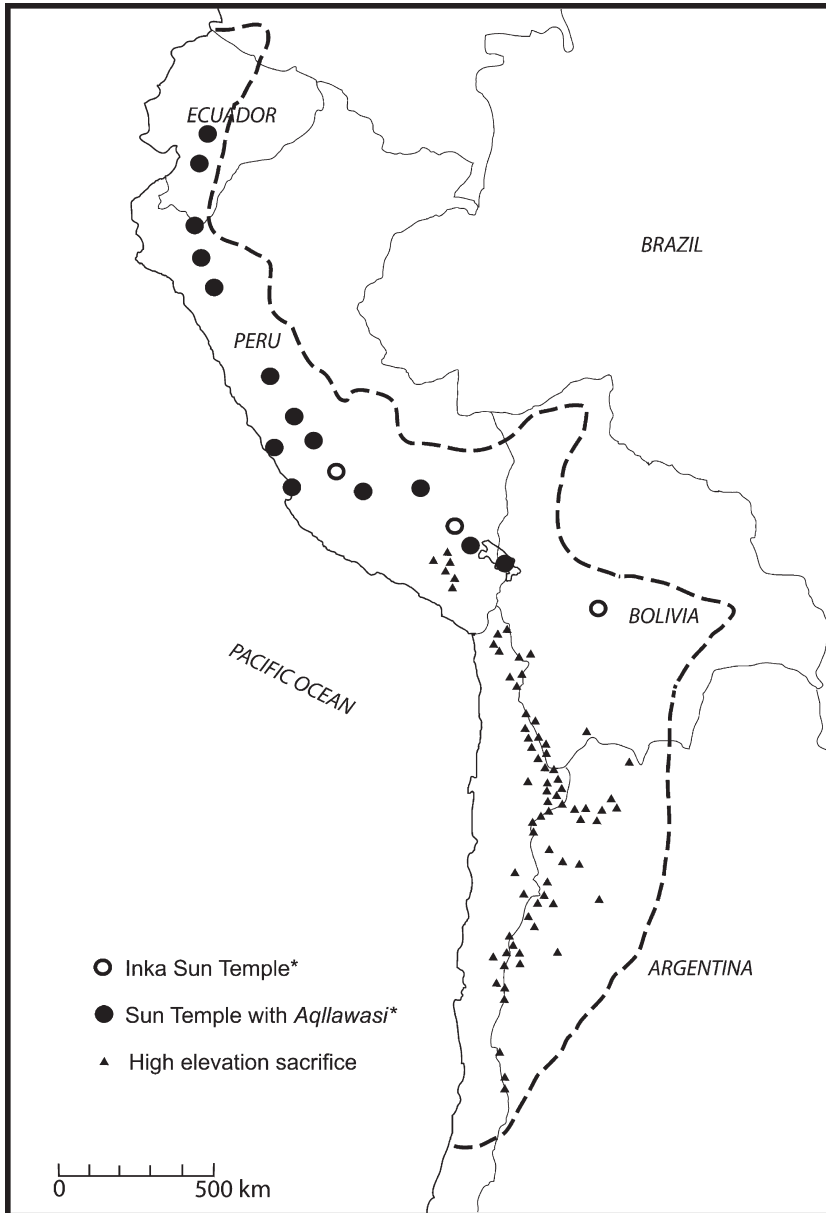 ECUADOR
BRAZIL
PERU
BOLIVIA
PACIFIC OCEAN
ARGENTINA
Inka Sun Temple*
Sun Temple with Aqllawasi*
High elevation sacrifice
0 500 km